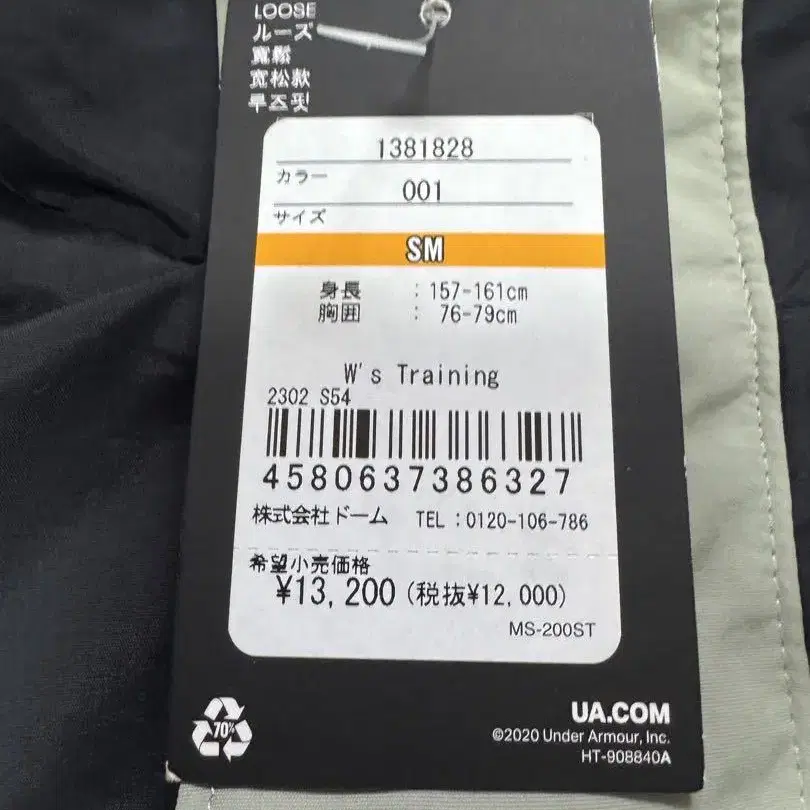 LOOSE
ルーズ
寬鬆
宽松款
루즈핏
1381828
カラー
001
サイズ
SM
身長 : 157-161cm
胸囲 : 76-79cm
W's Training
2302 S54
4580637386327
株式会社ドーム TEL:0120-106-786
希望小売価格
¥13,200(税抜¥12,000)
MS-200ST
70%
UA.COM
©2020 Under Armour, Inc.
HT-908840A